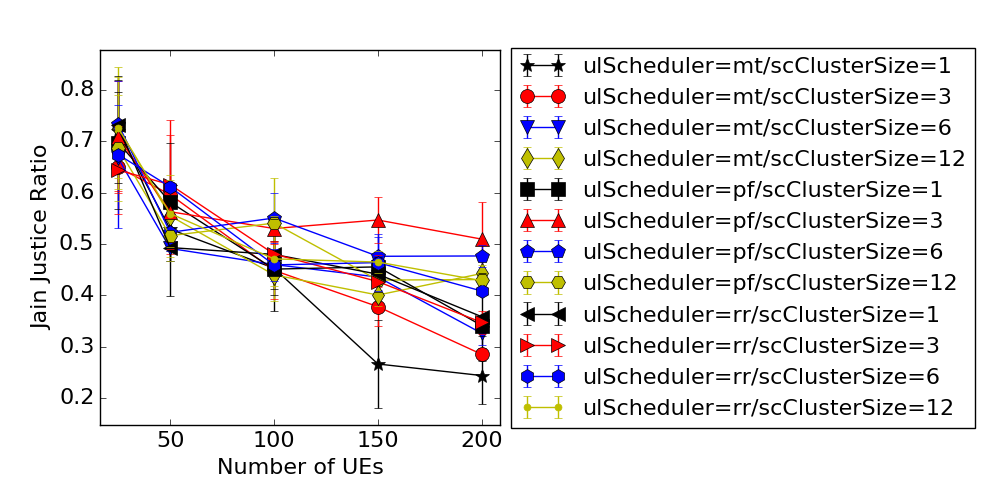 0.8
0.7
0.6
0.5
0.4
0.3
0.2
Jain Justice Ratio
50
100
150
200
Number of UEs
ulScheduler=mt/scClusterSize=1
ulScheduler=mt/scClusterSize=3
ulScheduler=mt/scClusterSize=6
ulScheduler=mt/scClusterSize=12
ulScheduler=pf/scClusterSize=1
ulScheduler=pf/scClusterSize=3
ulScheduler=pf/scClusterSize=6
ulScheduler=pf/scClusterSize=12
ulScheduler=rr/scClusterSize=1
ulScheduler=rr/scClusterSize=3
ulScheduler=rr/scClusterSize=6
ulScheduler=rr/scClusterSize=12